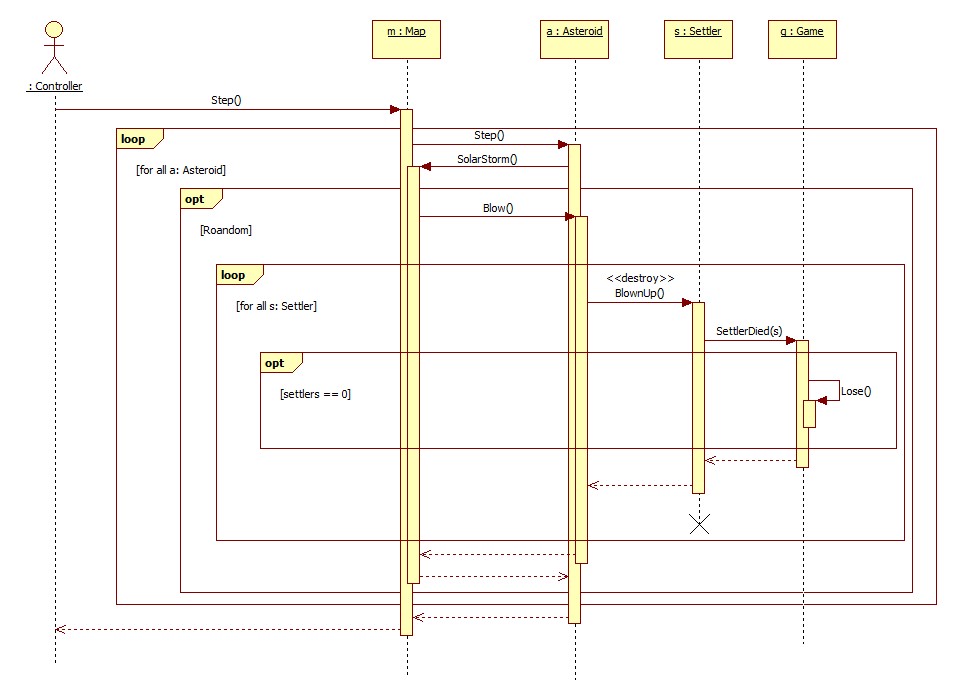 m : Map
a : Asteroid
s : Settler
g : Game
: Controller
Step()
loop
Step()
[for all a: Asteroid]
SolarStorm()
opt
Blow()
[Roandom]
loop
<<destroy>>
BlownUp()
[for all s: Settler]
SettlerDied(s)
opt
[settlers == 0]
Lose()